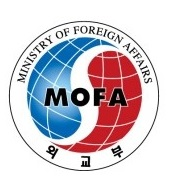 MINISTRY OF FOREIGN AFFAIRS
MOFA
외교부